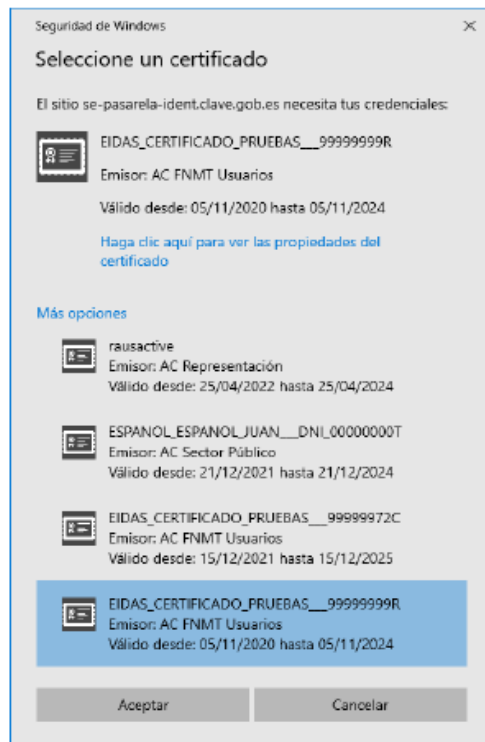 Seguridad de Windows
Seleccione un certificado
El sitio se-pasarela-ident.clave.gob.es necesita tus credenciales:
EIDAS_CERTIFICADO_PRUEBAS___99999999R
Emisor: AC FNMT Usuarios
Válido desde: 05/11/2020 hasta 05/11/2024
Haga clic aquí para ver las propiedades del
certificado
Más opciones
rausactive
Emisor: AC Representación
Válido desde: 25/04/2022 hasta 25/04/2024
ESPAÑOL_ESPAÑOL_JUAN___DNI_00000000T
Emisor: AC Sector Público
Válido desde: 21/12/2021 hasta 21/12/2024
EIDAS_CERTIFICADO_PRUEBAS___99999972C
Emisor: AC FNMT Usuarios
Válido desde: 15/12/2021 hasta 15/12/2025
EIDAS_CERTIFICADO_PRUEBAS___99999999R
Emisor: AC FNMT Usuarios
Válido desde: 05/11/2020 hasta 05/11/2024
Aceptar
Cancelar